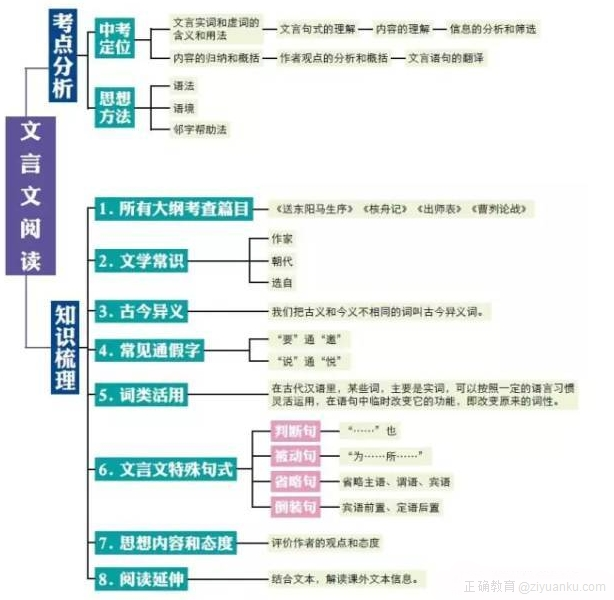 文言文阅读
考点分析
中考定位
文言实词和虚词的
含义和用法
文言句式的理解
内容的理解
信息的分析和筛选
内容的归纳和概括
作者观点的分析和概括
文言语句的翻译
思想方法
语法
语境
邻字帮助法
知识梳理
1. 所有大纲考查篇目
《送东阳马生序》《核舟记》《出师表》《曹刿论战》
2. 文学常识
作家
朝代
选自
3. 古今异义
我们把古义和今义不相同的词叫古今异义词。
4. 常见通假字
“要”通“邀”
“说”通“悦”
5. 词类活用
在古代汉语里，某些词，主要是实词，可以按照一定的语言习惯
灵活运用，在语句中临时改变它的功能，即改变原来的词性。
6. 文言文特殊句式
判断句
“……”也
被动句
“为……所……”
省略句
省略主语、谓语、宾语
倒装句
宾语前置、定语后置
7. 思想内容和态度
评价作者的观点和态度
8. 阅读延伸
结合文本，解读课外文本信息。
正确教育@ziyuanku.com